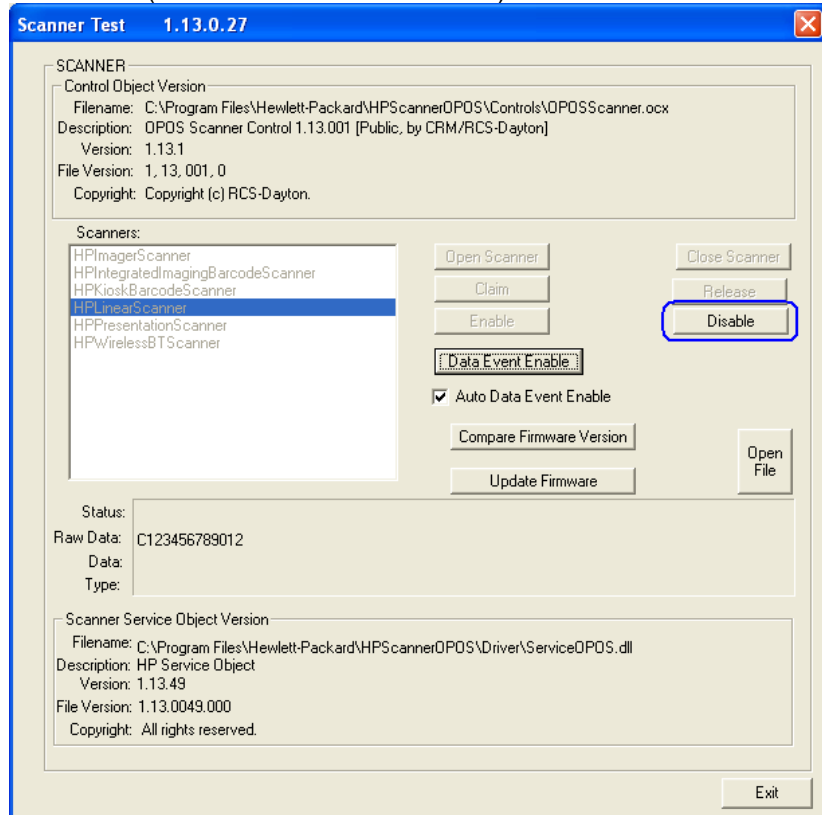 Scanner Test 1.13.0.27
SCANNER
Control Object Version
Filename: C:\Program Files\Hewlett-Packard\HPScannerOPOS\Controls\OPOSScanner.ocx
Description: OPOS Scanner Control 1.13.001 [Public, by CRM/RCS-Dayton]
Version: 1.13.1
File Version: 1, 13, 001, 0
Copyright: Copyright (c) RCS-Dayton.
Scanners:
HPImagerScanner
HPIntegratedImagingBarcodeScanner
HPKioskBarcodeScanner
HPLinearScanner
HPPresentationScanner
HPWirelessBTScanner
Open Scanner Close Scanner
Claim Release
Enable Disable
Data Event Enable
Auto Data Event Enable
Compare Firmware Version
Update Firmware
Open
File
Status:
Raw Data: C123456789012
Data:
Type:
Scanner Service Object Version
Filename: C:\Program Files\Hewlett-Packard\HPScannerOPOS\Driver\ServiceOPOS.dll
Description: HP Service Object
Version: 1.13.49
File Version: 1.13.0049.000
Copyright: All rights reserved.
Exit